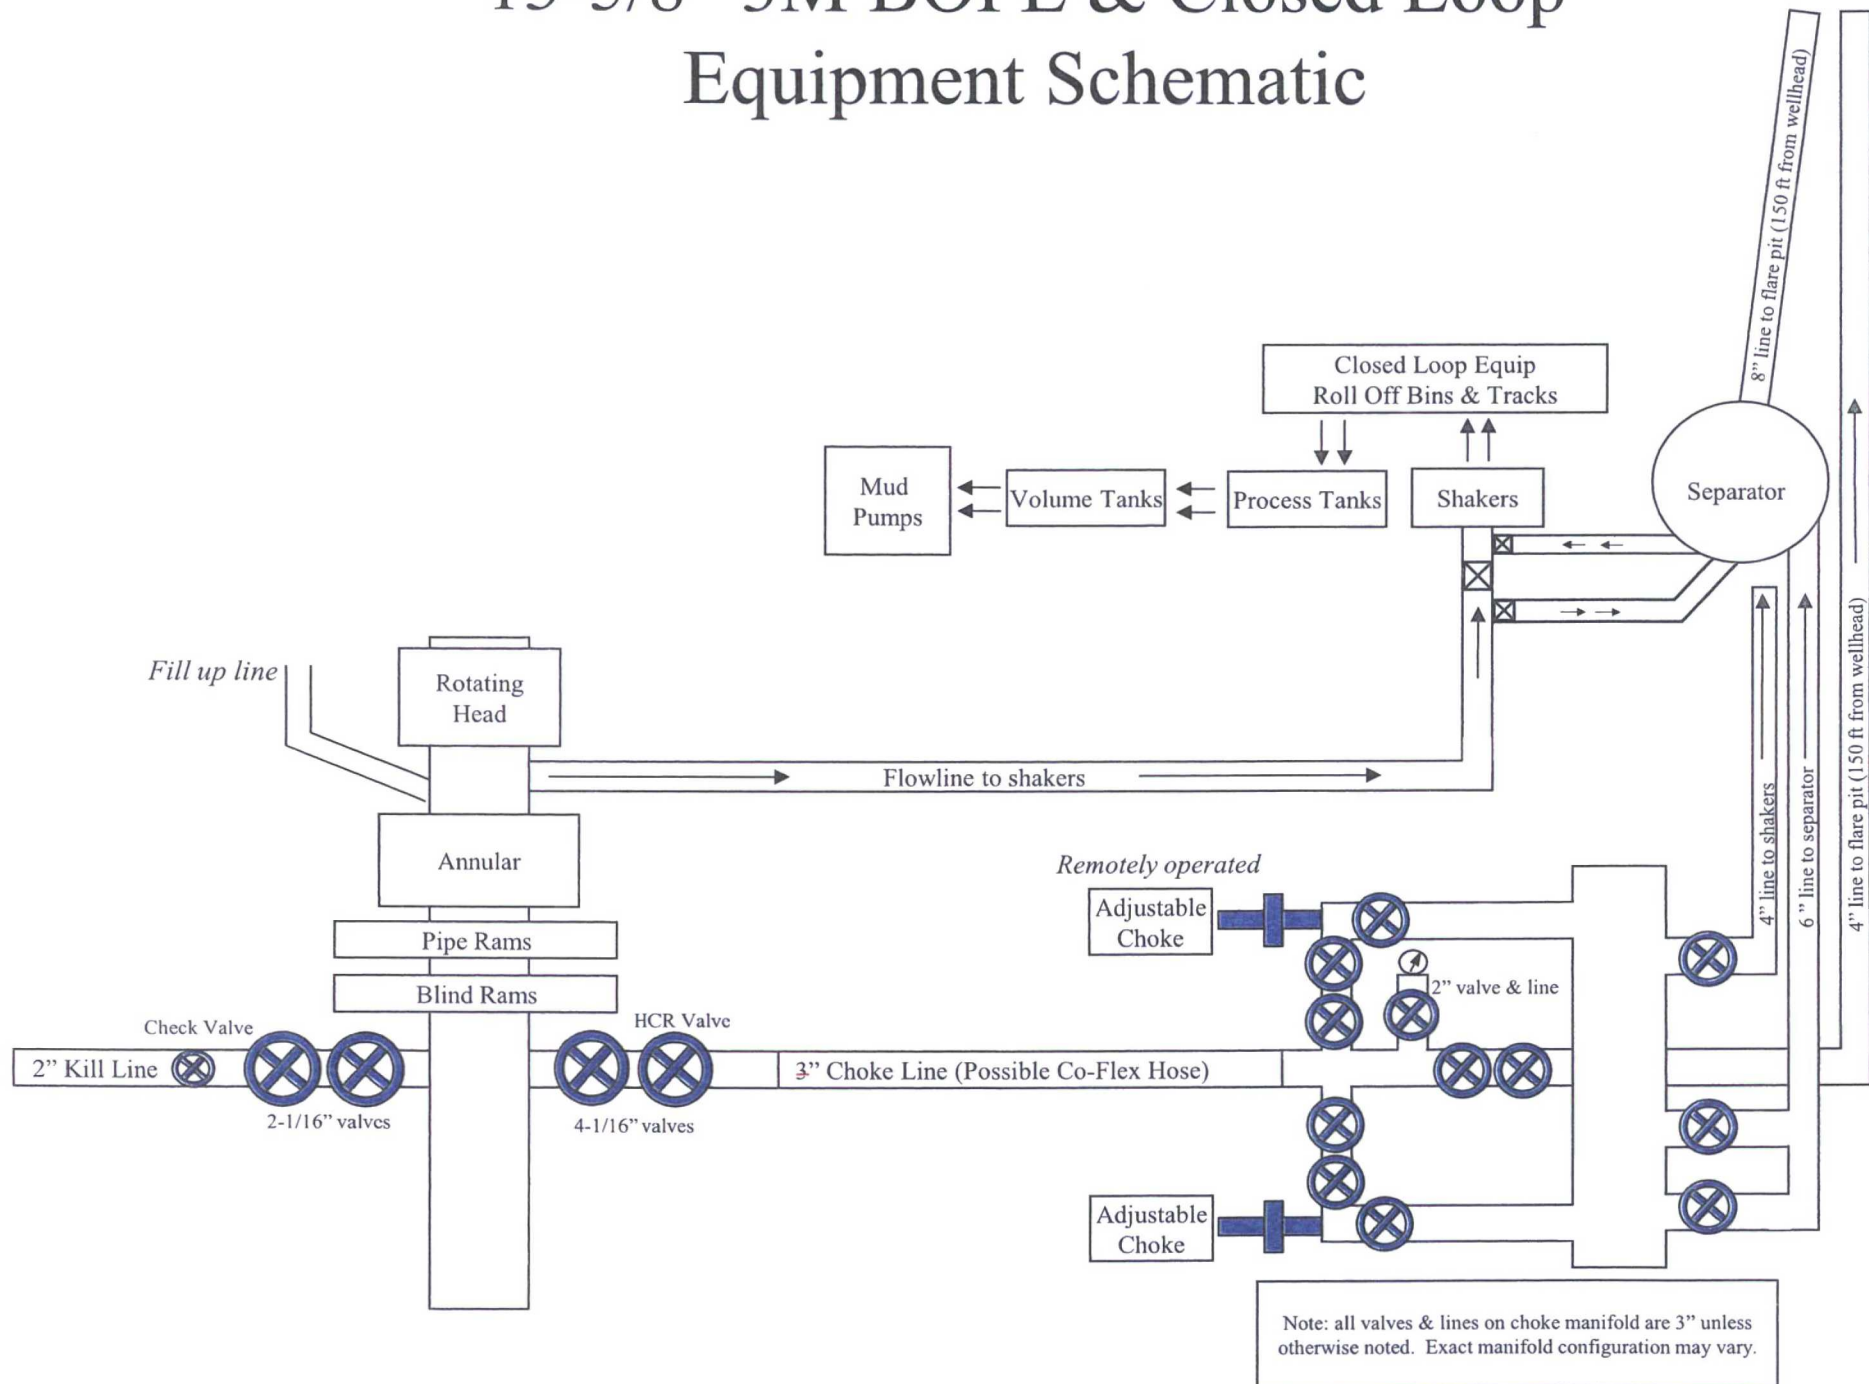 BOPE & Closed Loop
Equipment Schematic
8” line to flare pit (150 ft from wellhead)
Closed Loop Equip
Roll Off Bins & Tracks
Mud
Pumps
Volume Tanks
Process Tanks
Shakers
Separator
Fill up line
Rotating
Head
Flowline to shakers
4” line to shakers
6 ” line to separator
4” line to flare pit (150 ft from wellhead)
Annular
Remotely operated
Adjustable
Choke
Pipe Rams
Blind Rams
2” valve & line
Check Valve
HCR Valve
2” Kill Line
3” Choke Line (Possible Co-Flex Hose)
2-1/16” valves
4-1/16” valves
Adjustable
Choke
Note: all valves & lines on choke manifold are 3” unless
otherwise noted. Exact manifold configuration may vary.